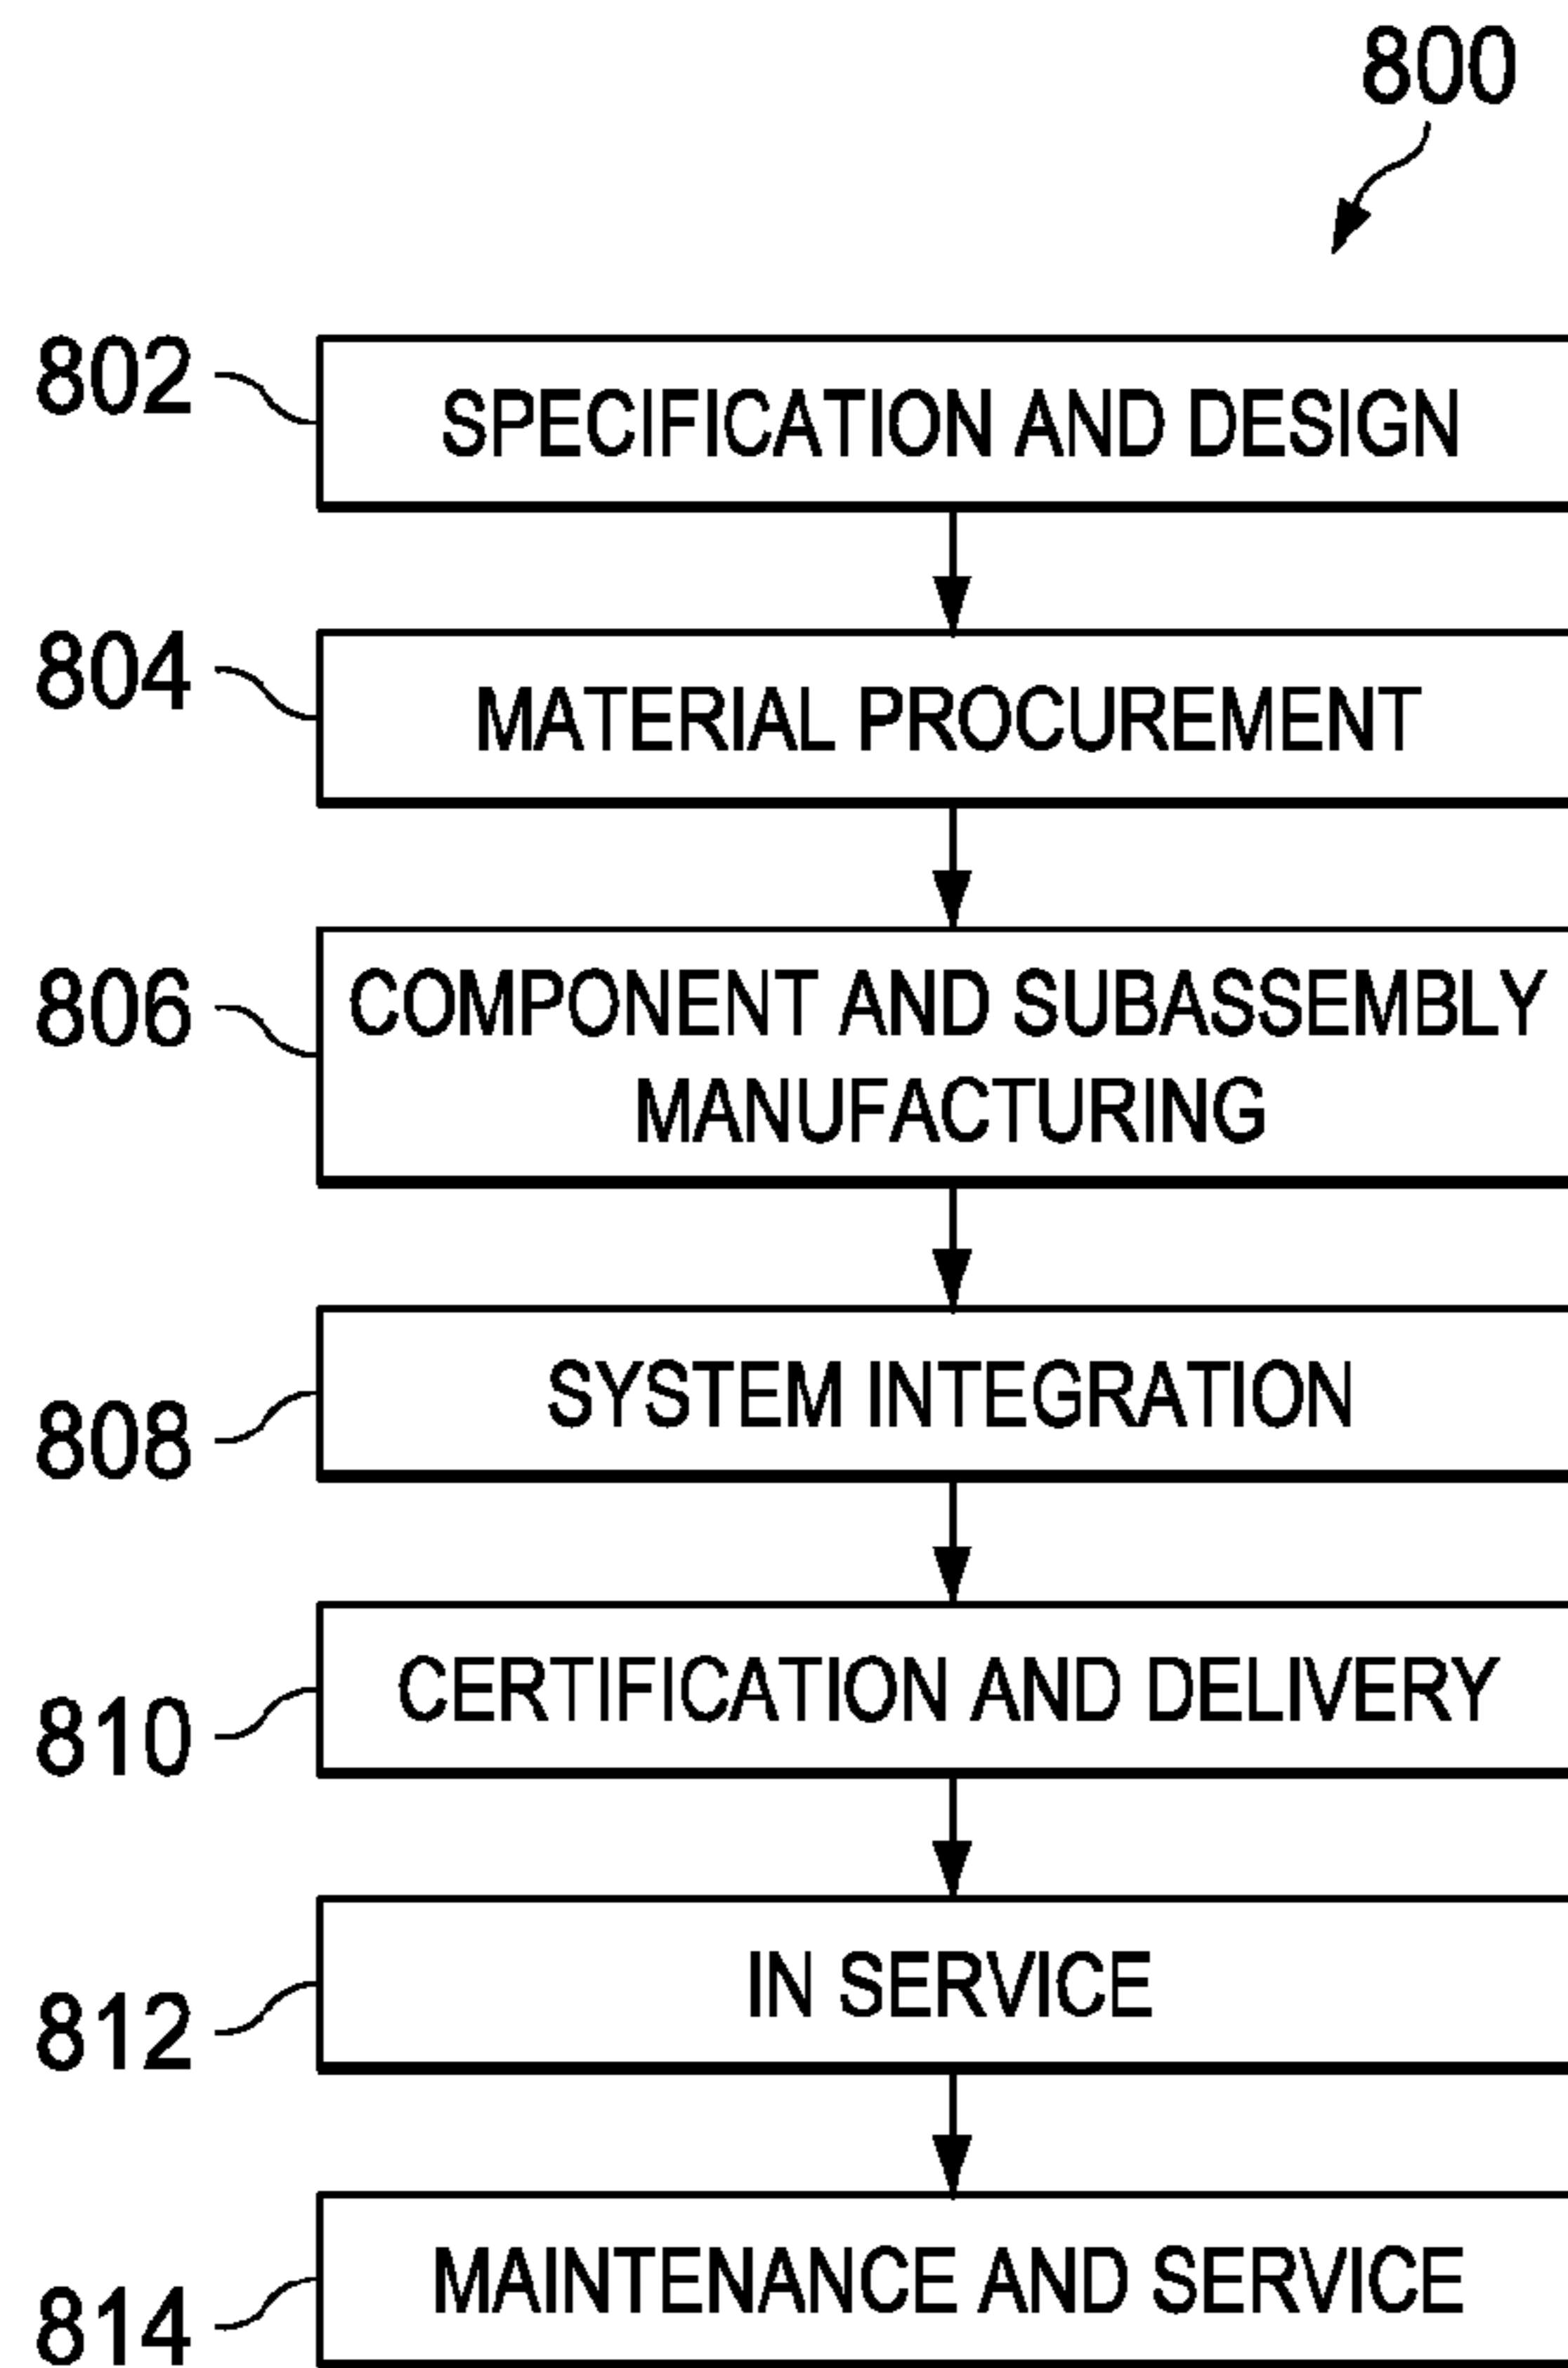 800
802
SPECIFICATION AND DESIGN
804
MATERIAL PROCUREMENT
806
COMPONENT AND SUBASSEMBLY
MANUFACTURING
808
SYSTEM INTEGRATION
810
CERTIFICATION AND DELIVERY
812
IN SERVICE
814
MAINTENANCE AND SERVICE